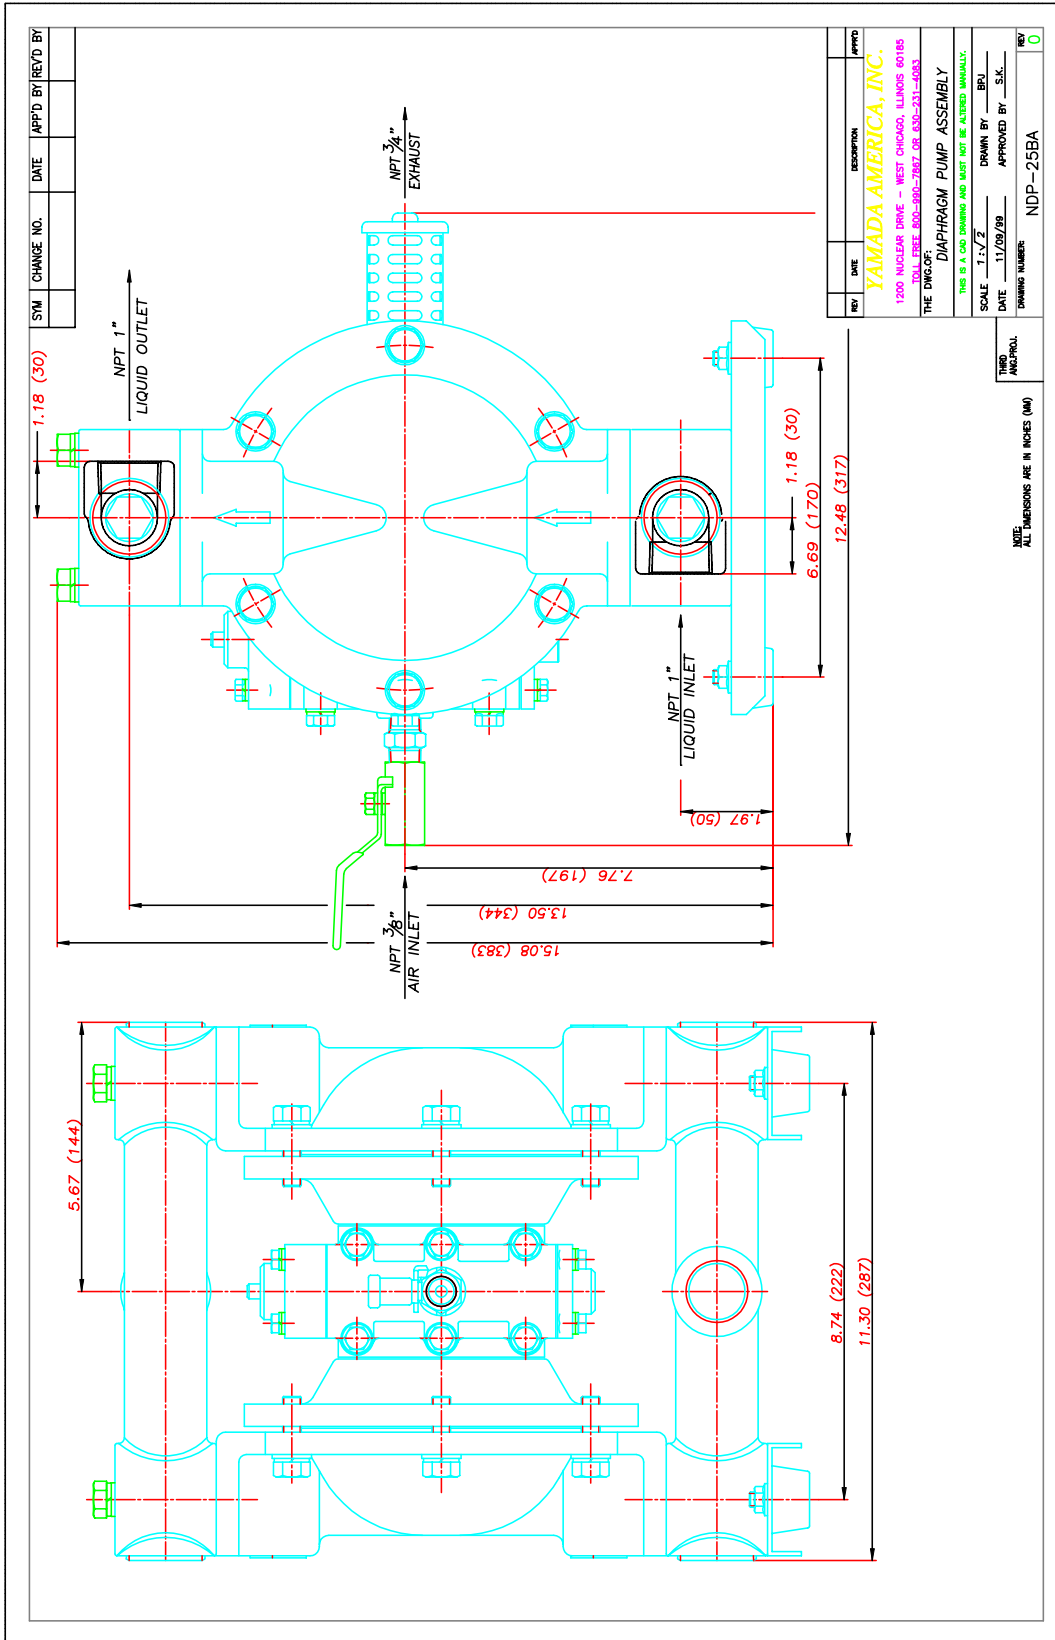 SYM CHANGE NO. DATE APP'D BY REV'D BY
1.18 (30)
NPT 1"
LIQUID OUTLET
NPT 3/4"
EXHAUST
1.18 (30)
6.69 (170)
12.48 (317)
NPT 1"
LIQUID INLET
1.97 (50)
7.76 (197)
13.50 (344)
15.08 (383)
NPT 3/8"
AIR INLET
5.67 (144)
8.74 (222)
11.30 (287)
REV DATE DESCRIPTION APPR'D
YAMADA AMERICA, INC.
1200 NUCLEAR DRIVE - WEST CHICAGO, ILLINOIS 60185
TOLL FREE 800-990-7867 OR 630-231-4083
THE DWG.OF:
DIAPHRAGM PUMP ASSEMBLY
THIS IS A CAD DRAWING AND MUST NOT BE ALTERED MANUALLY.
SCALE 1:√2 DRAWN BY BPJ
DATE 11/09/99 APPROVED BY S.K.
DRAWING NUMBER: REV
NDP-25BA 0
THIRD
ANG.PROJ.
NOTE:
ALL DIMENSIONS ARE IN INCHES (MM)